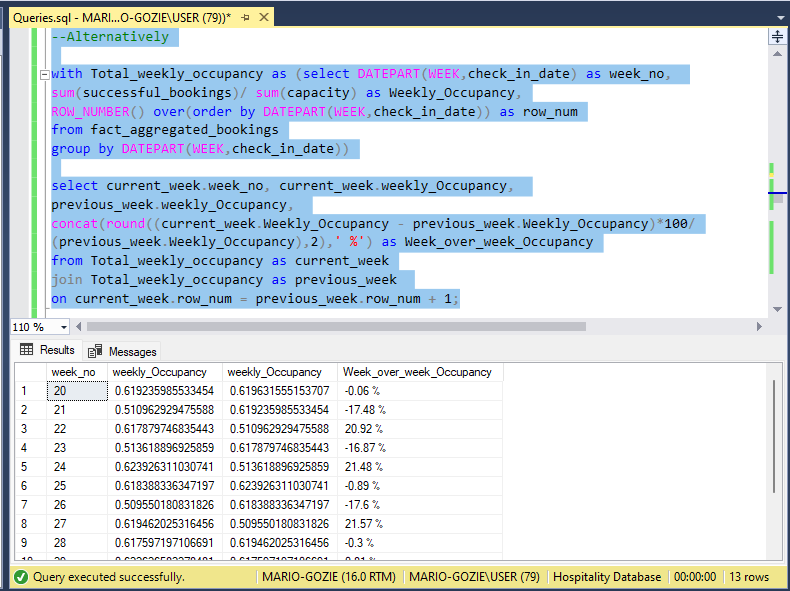 Queries.sql - MARI...O-GOZIE\USER (79))*
--Alternatively
with Total_weekly_occupancy as (select DATEPART(WEEK,check_in_date) as week_no,
sum(successful_bookings)/ sum(capacity) as Weekly_Occupancy,
ROW_NUMBER() over(order by DATEPART(WEEK,check_in_date)) as row_num
from fact_aggregated_bookings
group by DATEPART(WEEK,check_in_date))
select current_week.week_no, current_week.weekly_Occupancy,
previous_week.weekly_Occupancy,
concat(round((current_week.Weekly_Occupancy - previous_week.Weekly_Occupancy)*100/
(previous_week.Weekly_Occupancy),2),' %') as Week_over_week_Occupancy
from Total_weekly_occupancy as current_week
join Total_weekly_occupancy as previous_week
on current_week.row_num = previous_week.row_num + 1;
110 %
Results Messages
week_no weekly_Occupancy weekly_Occupancy Week_over_week_Occupancy
1 20 0.619235985533454 0.619631555153707 -0.06 %
2 21 0.510962929475588 0.619235985533454 -17.48 %
3 22 0.617879746835443 0.510962929475588 20.92 %
4 23 0.513618896925859 0.617879746835443 -16.87 %
5 24 0.623926311030741 0.513618896925859 21.48 %
6 25 0.618388336347197 0.623926311030741 -0.89 %
7 26 0.509550180831826 0.618388336347197 -17.6 %
8 27 0.619462025316456 0.509550180831826 21.57 %
9 28 0.617597197106691 0.619462025316456 -0.3 %
Query executed successfully. MARIO-GOZIE (16.0 RTM) MARIO-GOZIE\USER (79) Hospitality Database 00:00:00 13 rows